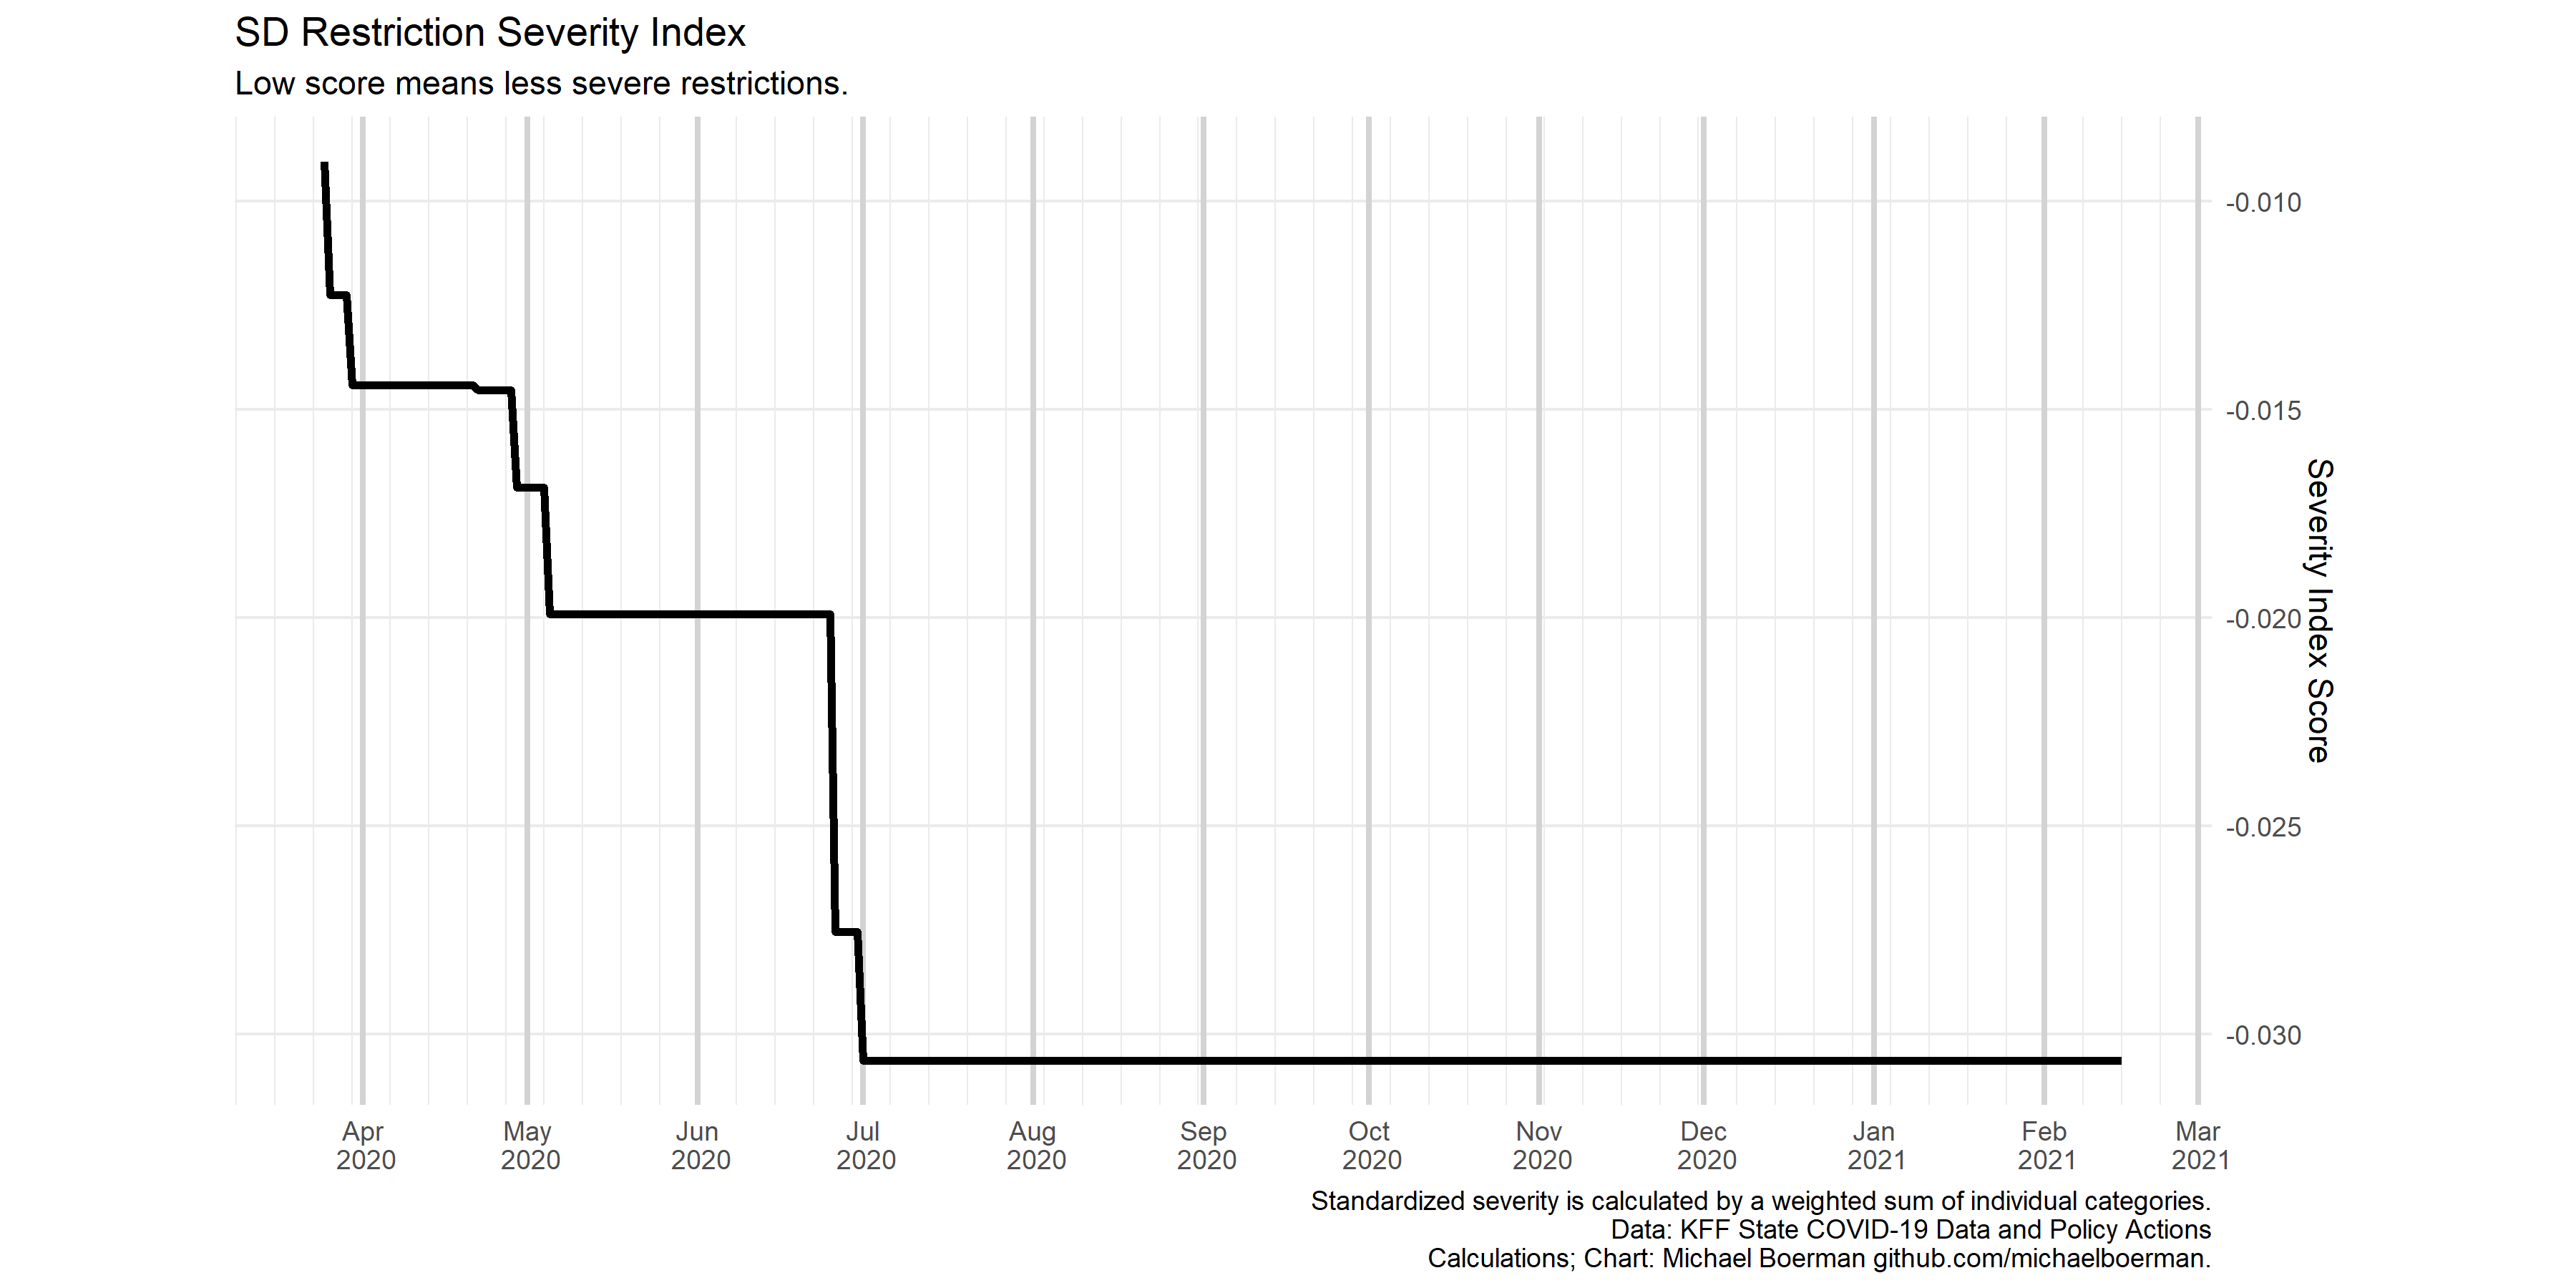 SD Restriction Severity Index
Low score means less severe restrictions.
-0.010
-0.015
-0.020
-0.025
-0.030
Severity Index Score
Apr
2020
May
2020
Jun
2020
Jul
2020
Aug
2020
Sep
2020
Oct
2020
Nov
2020
Dec
2020
Jan
2021
Feb
2021
Mar
2021
Standardized severity is calculated by a weighted sum of individual categories.
Data: KFF State COVID-19 Data and Policy Actions
Calculations; Chart: Michael Boerman github.com/michaelboerman.